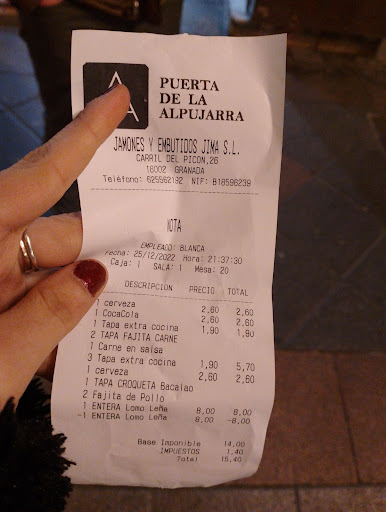 PUERTA
DE LA
ALPUJARRA
JAMONES Y EMBUTIDOS JIMA S.L.
CARRIL DEL PICON,26
18002 GRANADA
Teléfono: 625562192 NIF: B18596239
NOTA
EMPLEADO: BLANCA
Fecha: 25/12/2022 Hora: 21:37:30
Caja: 1 SALA: 1 Mesa: 20
DESCRIPCION PRECIO TOTAL
1 cerveza 2,60 2,60
1 CocaCola 2,60 2,60
1 Tapa extra cocina 1,90 1,90
2 TAPA FAJITA CARNE
1 Carne en salsa
3 Tapa extra cocina 1,90 5,70
1 cerveza 2,60 2,60
1 TAPA CROQUETA Bacalao
2 Fajita de Pollo
1 ENTERA Lomo Leña 8,00 8,00
-1 ENTERA Lomo Leña 8,00 -8,00
Base Imponible 14,00
IMPUESTOS 1,40
Total 15,40